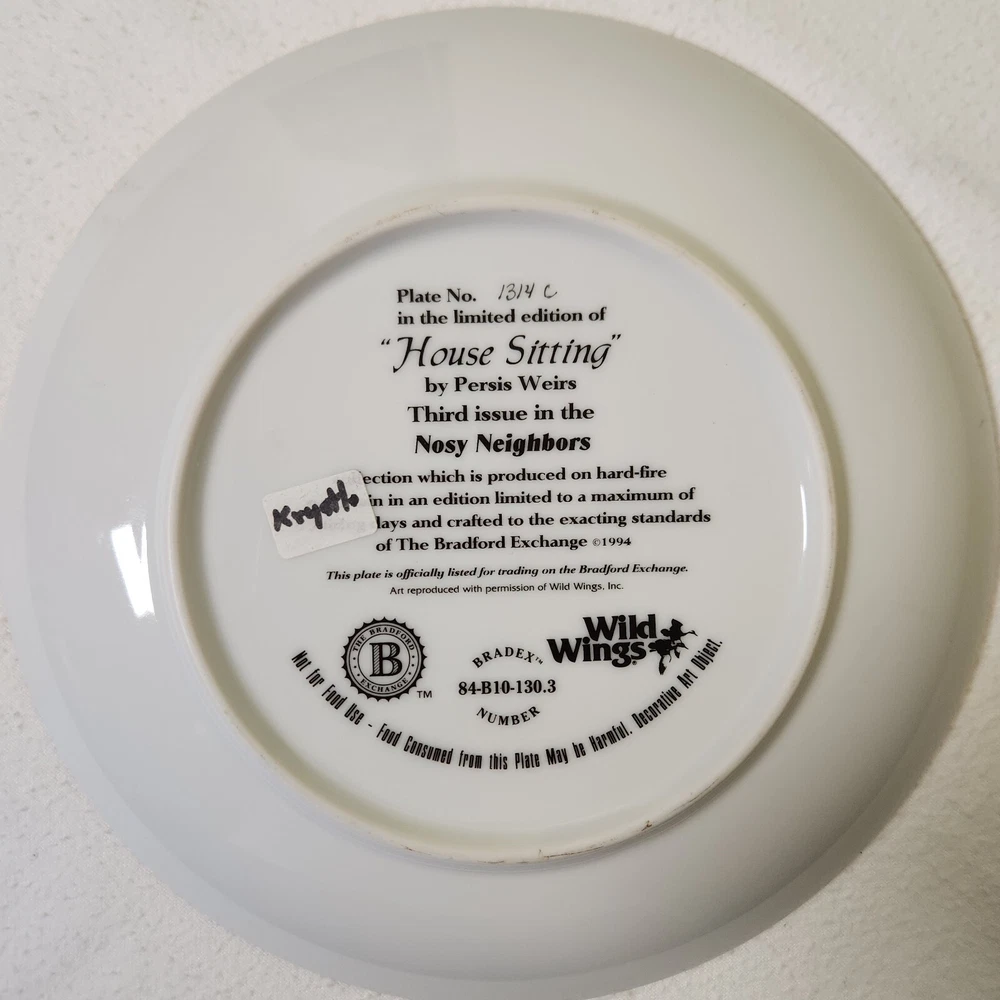 Plate No. 1314 C
in the limited edition of
"House Sitting"
by Persis Weirs
Third issue in the
Nosy Neighbors
ection which is produced on hard-fire
in in an edition limited to a maximum of
days and crafted to the exacting standards
of The Bradford Exchange ©1994
This plate is officially listed for trading on the Bradford Exchange.
Art reproduced with permission of Wild Wings, Inc.
THE BRADFORD
B
EXCHANGE
TM
BRADEX™
84-B10-130.3
NUMBER
Wild
Wings®
Not For Food Use - Food Consumed from this Plate May be Harmful. Decorative Art Object.